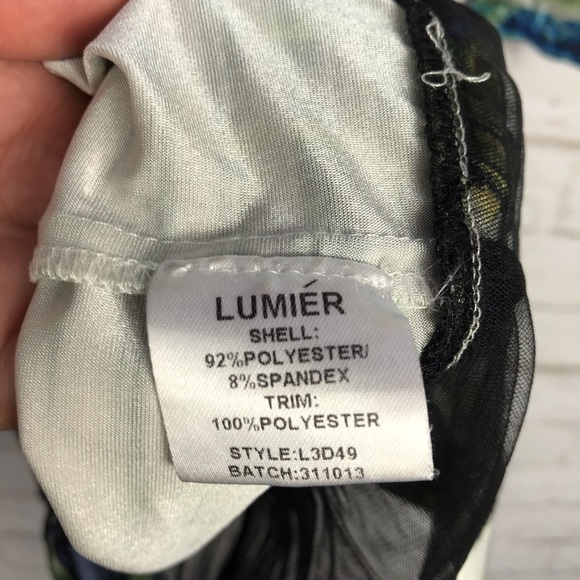 LUMIÉR
SHELL:
92%POLYESTER/
8%SPANDEX
TRIM:
100%POLYESTER
STYLE:L3D49
BATCH:311013